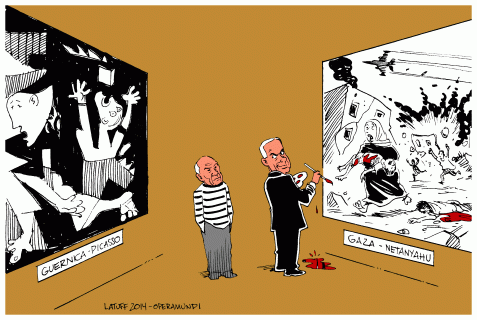 GUERNICA-PICASSO
GAZA - NETANYAHU
LATUFF 2014-OPERAMUNDI